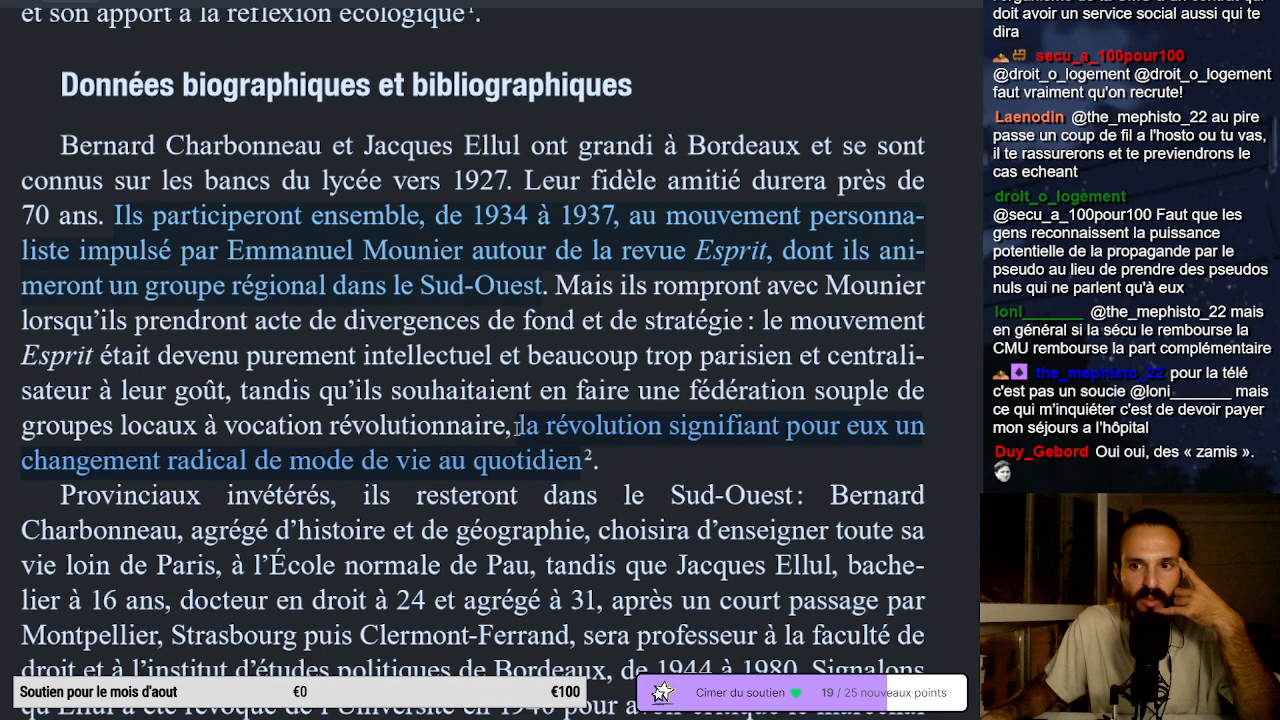 et son apport à la réflexion écologique¹.
Données biographiques et bibliographiques
Bernard Charbonneau et Jacques Ellul ont grandi à Bordeaux et se sont
connus sur les bancs du lycée vers 1927. Leur fidèle amitié durera près de
70 ans. Ils participeront ensemble, de 1934 à 1937, au mouvement personna-
liste impulsé par Emmanuel Mounier autour de la revue Esprit, dont ils ani-
meront un groupe régional dans le Sud-Ouest. Mais ils rompront avec Mounier
lorsqu’ils prendront acte de divergences de fond et de stratégie : le mouvement
Esprit était devenu purement intellectuel et beaucoup trop parisien et centrali-
sateur à leur goût, tandis qu’ils souhaitaient en faire une fédération souple de
groupes locaux à vocation révolutionnaire, la révolution signifiant pour eux un
changement radical de mode de vie au quotidien².
Provinciaux invétérés, ils resteront dans le Sud-Ouest : Bernard
Charbonneau, agrégé d’histoire et de géographie, choisira d’enseigner toute sa
vie loin de Paris, à l’École normale de Pau, tandis que Jacques Ellul, bache-
lier à 16 ans, docteur en droit à 24 et agrégé à 31, après un court passage par
Montpellier, Strasbourg puis Clermont-Ferrand, sera professeur à la faculté de
droit et à l’institut d’études politiques de Bordeaux, de 1944 à 1980. Signalons
Soutien pour le mois d'aout €0 €100
Cimer du soutien 19 / 25 nouveaux points
doit avoir un service social aussi qui te
dira
secu_a_100pour100
@droit_o_logement @droit_o_logement
faut vraiment qu'on recrute!
Laenodin @the_mephisto_22 au pire
passe un coup de fil a l'hosto ou tu vas,
il te rassurerons et te previendrons le
cas echeant
droit_o_logement
@secu_a_100pour100 Faut que les
gens reconnaissent la puissance
potentielle de la propagande par le
pseudo au lieu de prendre des pseudos
nuls qui ne parlent qu'à eux
@the_mephisto_22 mais
en général si la sécu le rembourse la
CMU rembourse la part complémentaire
the_mephisto_22 pour la télé
c'est pas un soucie @loni_______ mais
ce qui m'inquiéter c'est de devoir payer
mon séjours a l'hôpital
Duy_Gebord Oui oui, des « zamis ».